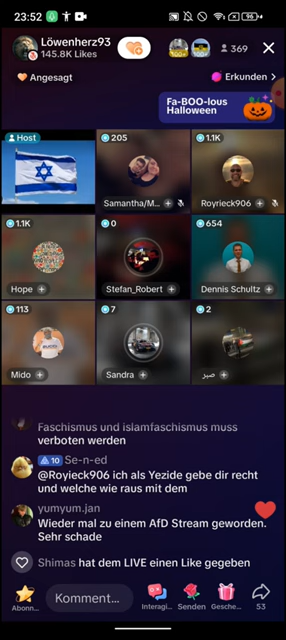 23:52
96%
Löwenherz93
145.8K Likes
100+
100+
369
Angesagt
Erkunden >
Fa-BOO-lous
Halloween
Host
205
1.1K
Samantha/M...
Royrieck906
1.1K
0
654
Hope
Stefan_Robert
Dennis Schultz
113
7
2
Mido
Sandra
صبر
Faschismus und islamfaschismus muss
verboten werden
10 Se-n-ed
@Royieck906 ich als Yezide gebe dir recht
und welche wie raus mit dem
yumyum.jan
Wieder mal zu einem AfD Stream geworden.
Sehr schade
Shimas hat dem LIVE einen Like gegeben
Abonn...
Komment...
Interagi...
Senden
Gesche...
53